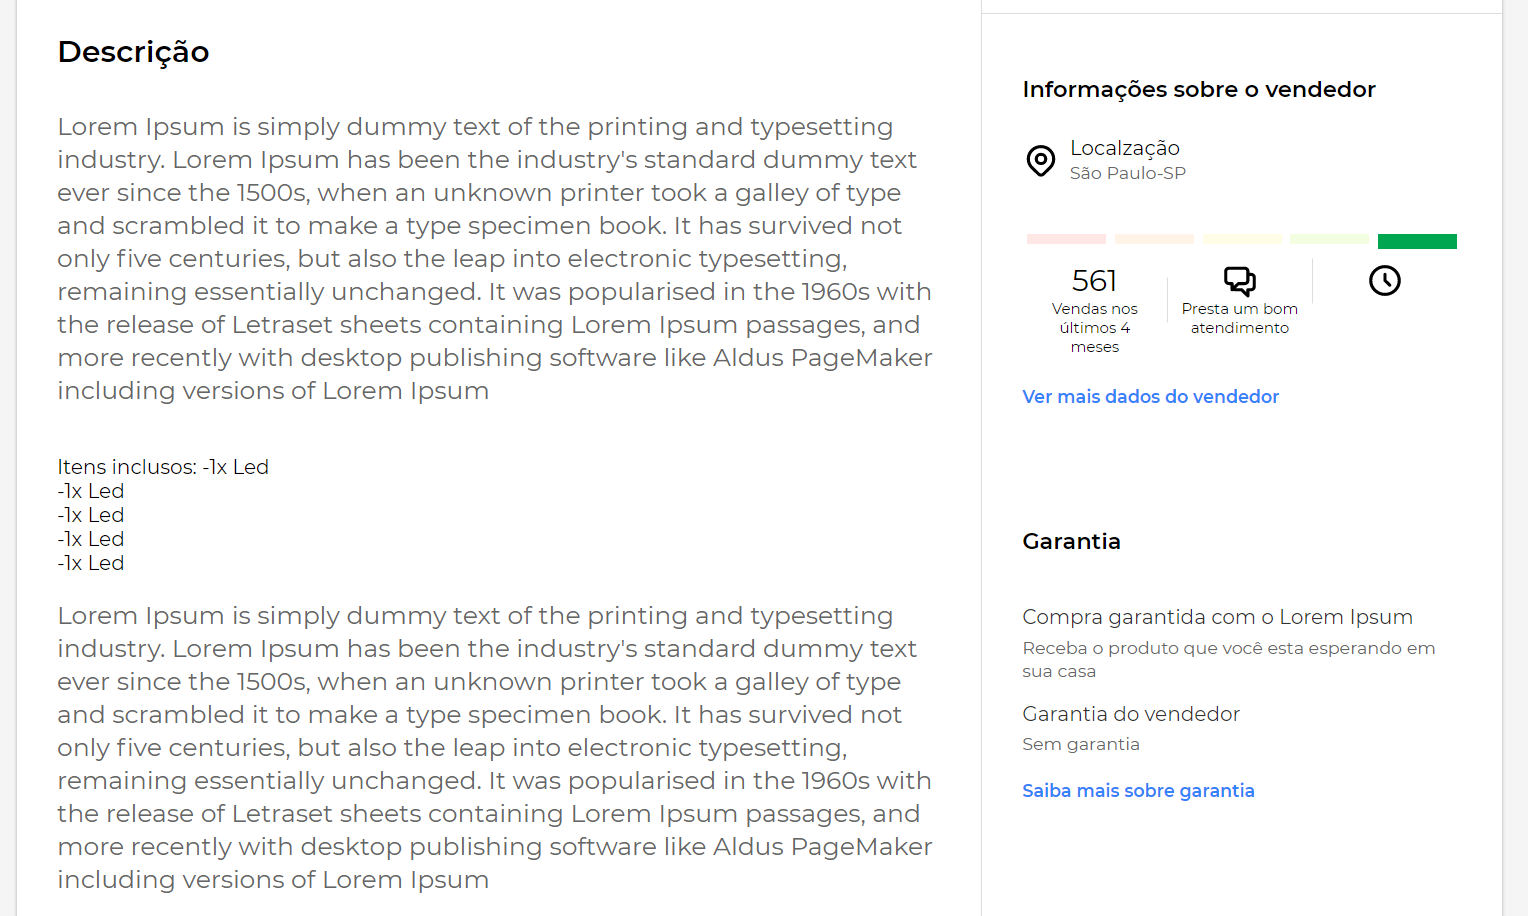 Descrição
Lorem Ipsum is simply dummy text of the printing and typesetting
industry. Lorem Ipsum has been the industry's standard dummy text
ever since the 1500s, when an unknown printer took a galley of type
and scrambled it to make a type specimen book. It has survived not
only five centuries, but also the leap into electronic typesetting,
remaining essentially unchanged. It was popularised in the 1960s with
the release of Letraset sheets containing Lorem Ipsum passages, and
more recently with desktop publishing software like Aldus PageMaker
including versions of Lorem Ipsum
Itens inclusos: -1x Led
-1x Led
-1x Led
-1x Led
-1x Led
Lorem Ipsum is simply dummy text of the printing and typesetting
industry. Lorem Ipsum has been the industry's standard dummy text
ever since the 1500s, when an unknown printer took a galley of type
and scrambled it to make a type specimen book. It has survived not
only five centuries, but also the leap into electronic typesetting,
remaining essentially unchanged. It was popularised in the 1960s with
the release of Letraset sheets containing Lorem Ipsum passages, and
more recently with desktop publishing software like Aldus PageMaker
including versions of Lorem Ipsum
Informações sobre o vendedor
Localzação
São Paulo-SP
561
Vendas nos
últimos 4
meses
Presta um bom
atendimento
Ver mais dados do vendedor
Garantia
Compra garantida com o Lorem Ipsum
Receba o produto que você esta esperando em
sua casa
Garantia do vendedor
Sem garantia
Saiba mais sobre garantia